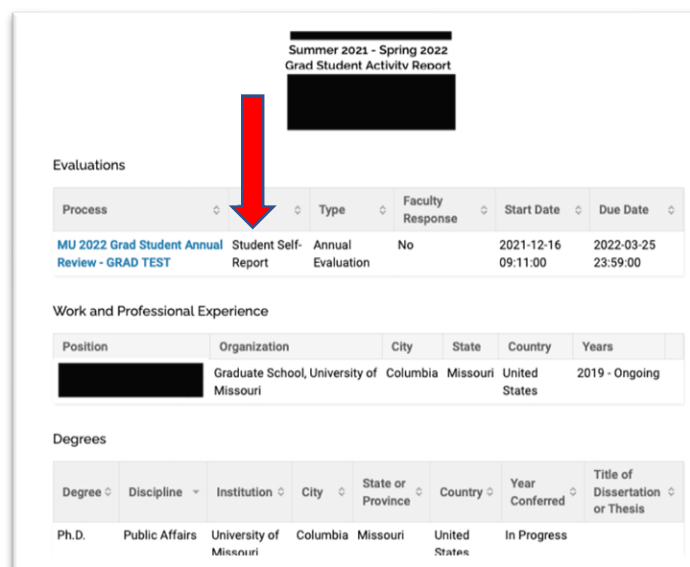 Summer 2021 - Spring 2022
Grad Student Activity Report
Evaluations
Process Type Faculty Response Start Date Due Date
MU 2022 Grad Student Annual Review - GRAD TEST Student Self-Report Annual Evaluation No 2021-12-16 09:11:00 2022-03-25 23:59:00
Work and Professional Experience
Position Organization City State Country Years
Graduate School, University of Missouri Columbia Missouri United States 2019 - Ongoing
Degrees
Degree Discipline Institution City State or Province Country Year Conferred Title of Dissertation or Thesis
Ph.D. Public Affairs University of Missouri Columbia Missouri United States In Progress